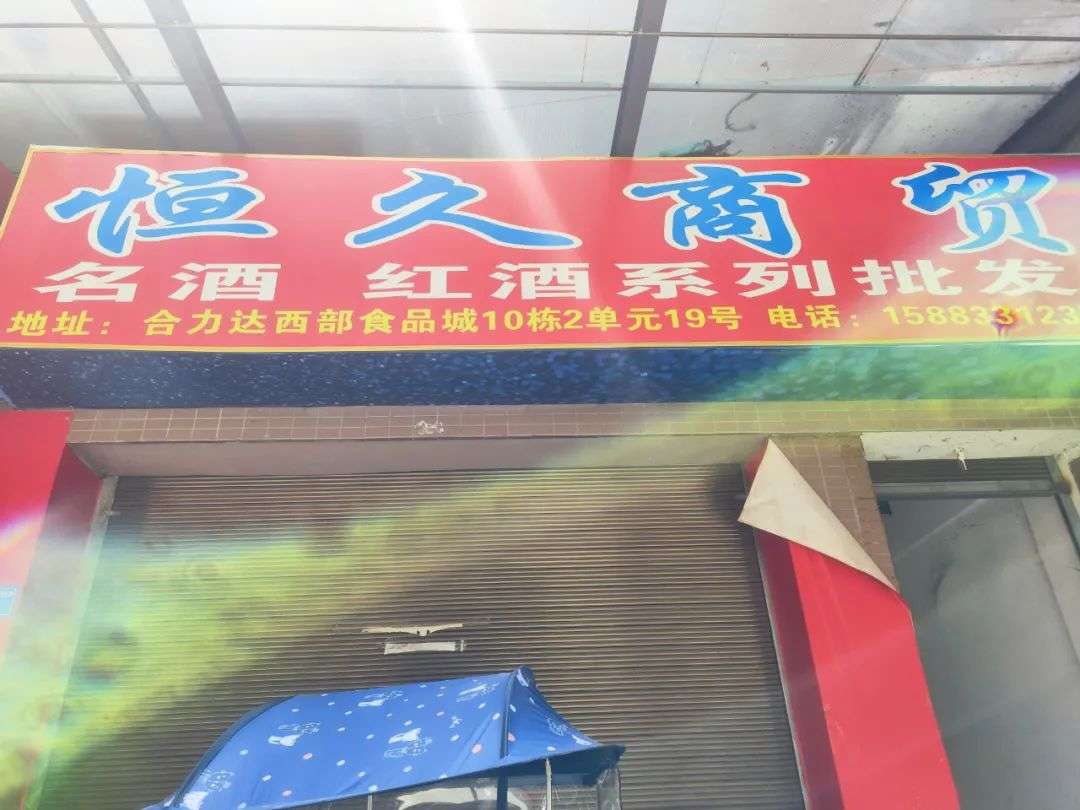 恒久商贸
名酒 红酒系列批发
地址：合力达西部食品城10栋2单元19号 电话：158833123